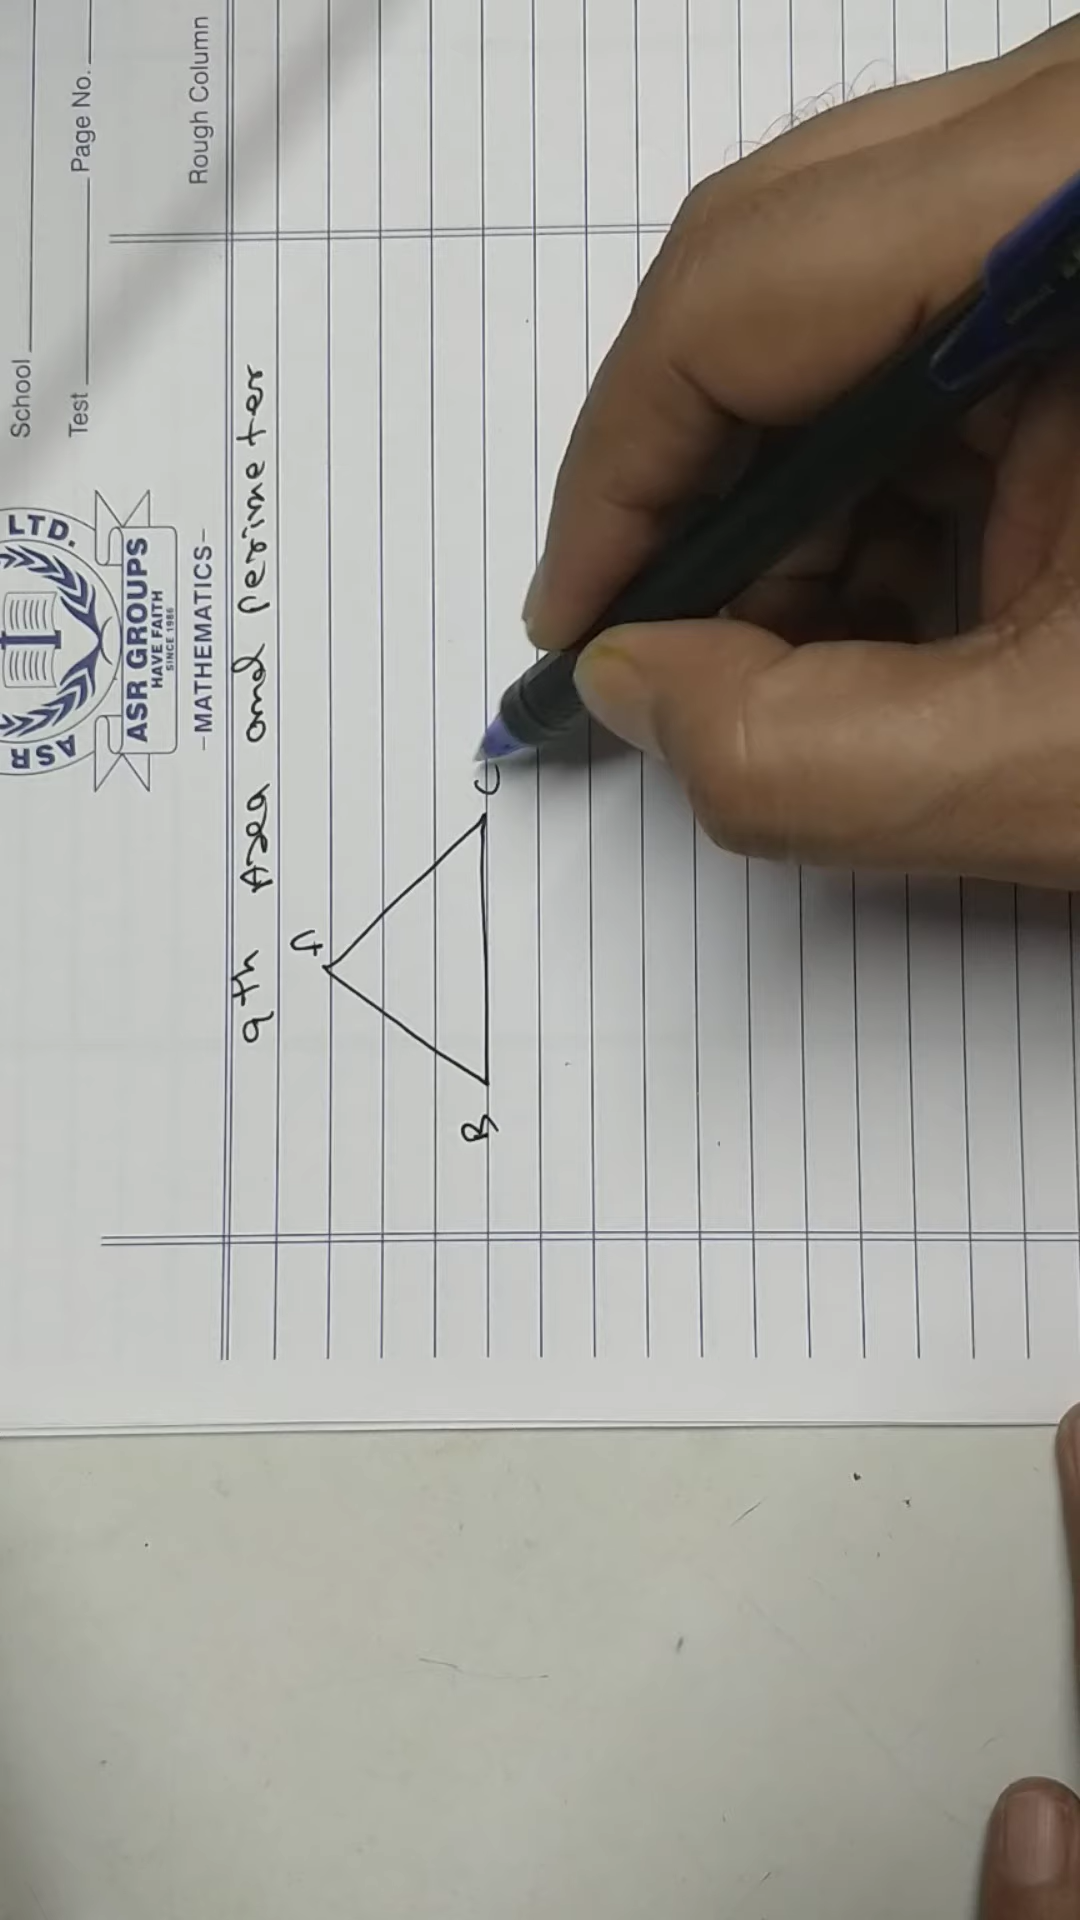 LTD.
ASR
ASR GROUPS
HAVE FAITH
SINCE 1986
School
Test Page No.
-MATHEMATICS-
Rough Column
9th Area and perimeter
A
B C